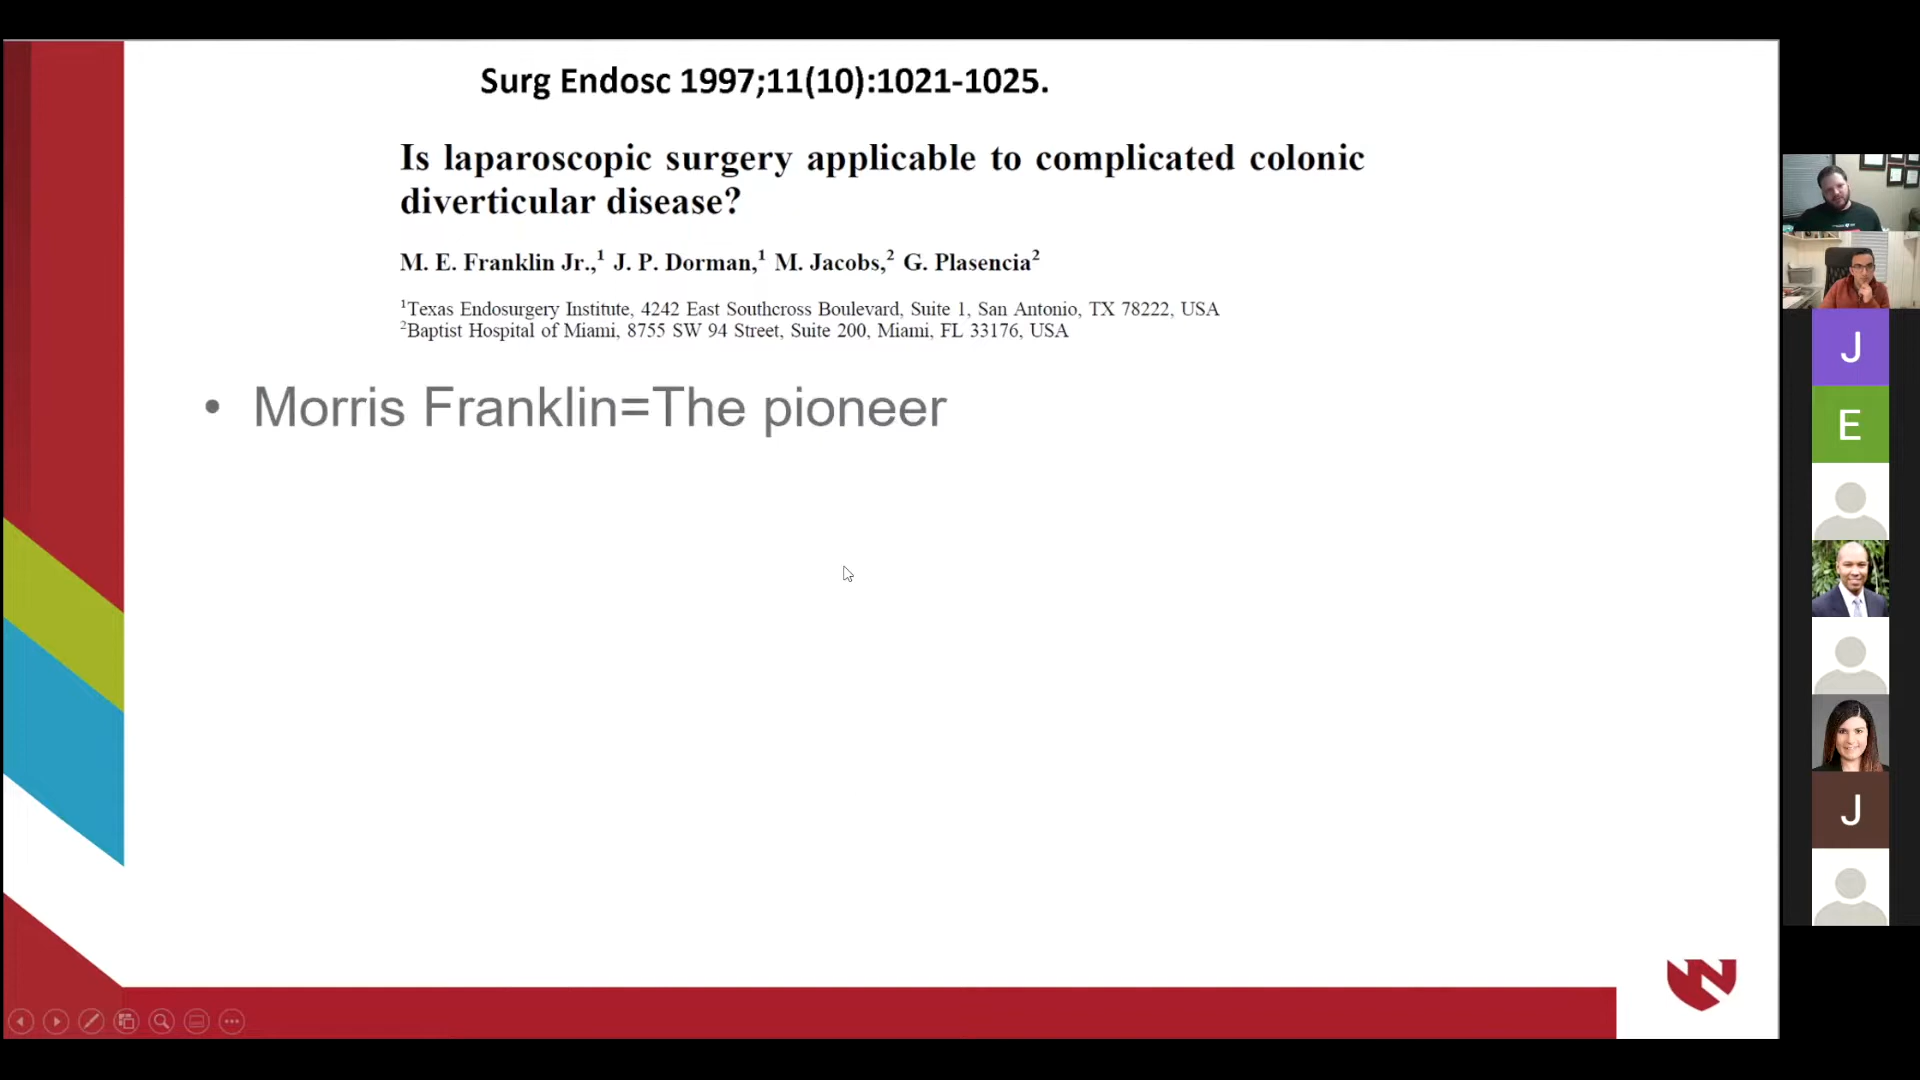 Surg Endosc 1997;11(10):1021-1025.
Is laparoscopic surgery applicable to complicated colonic
diverticular disease?
M. E. Franklin Jr.,¹ J. P. Dorman,¹ M. Jacobs,² G. Plasencia²
¹Texas Endosurgery Institute, 4242 East Southcross Boulevard, Suite 1, San Antonio, TX 78222, USA
²Baptist Hospital of Miami, 8755 SW 94 Street, Suite 200, Miami, FL 33176, USA
• Morris Franklin=The pioneer
J
E
J
N